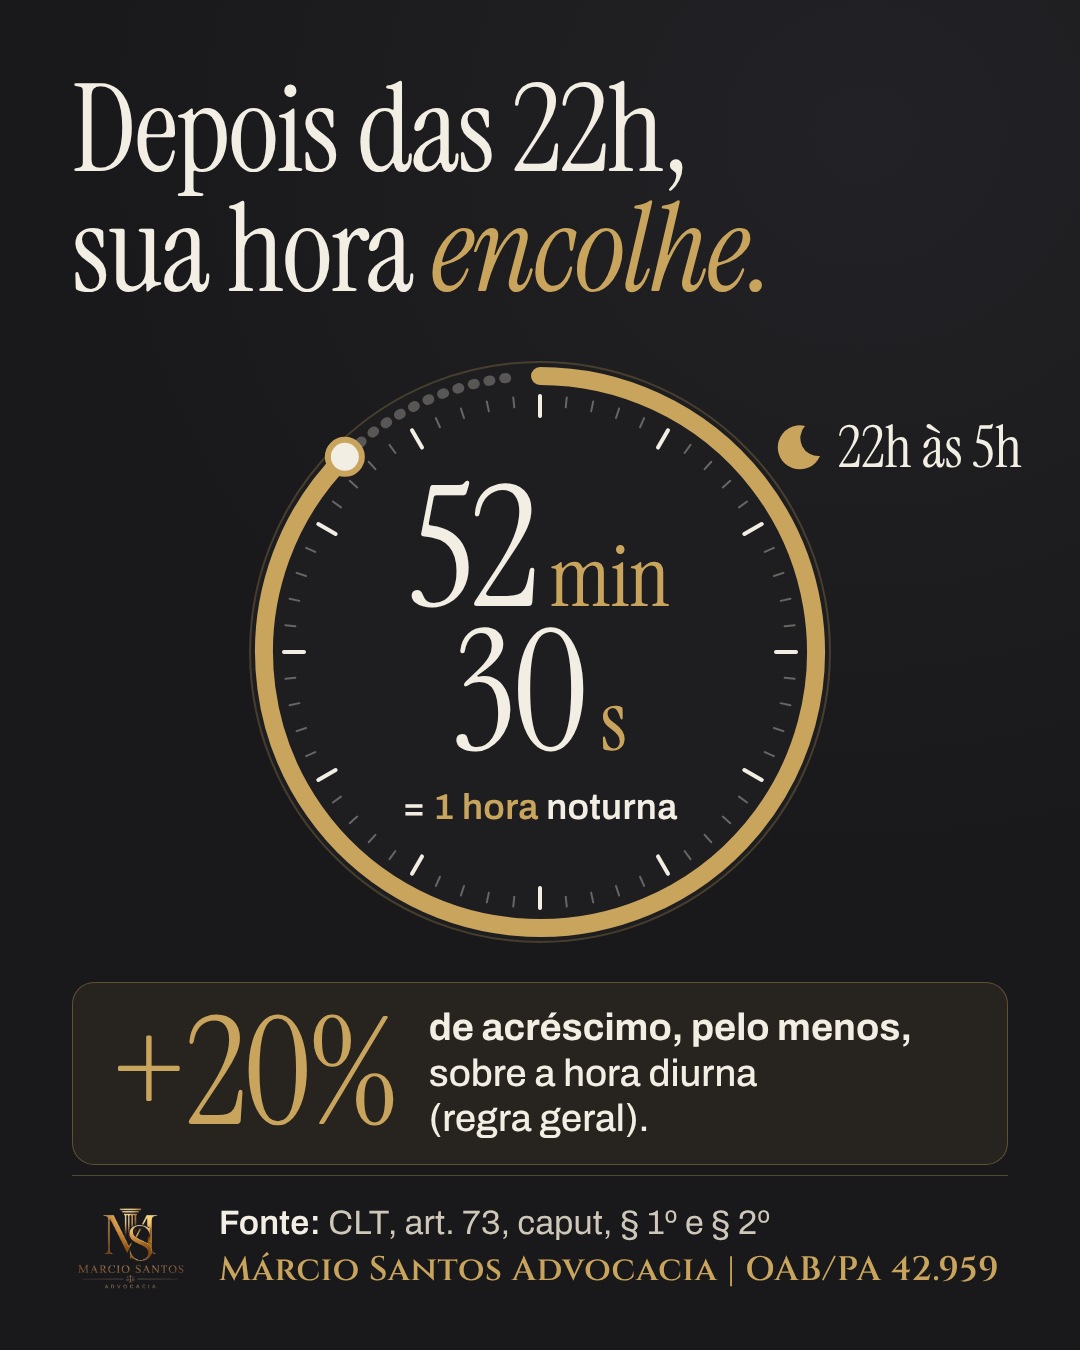 Depois das 22h,
sua hora encolhe.
22h às 5h
52 min
30 s
= 1 hora noturna
+20%
de acréscimo, pelo menos,
sobre a hora diurna
(regra geral).
Fonte: CLT, art. 73, caput, § 1º e § 2º
MÁRCIO SANTOS ADVOCACIA | OAB/PA 42.959
MS
MARCIO SANTOS
ADVOCACIA